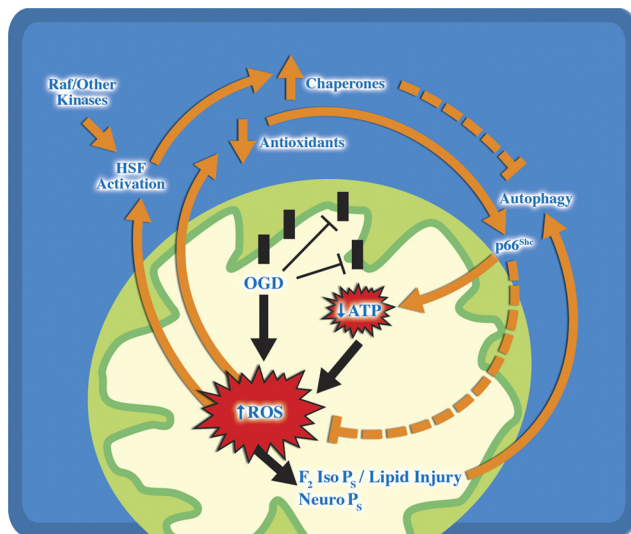 Raf/Other
Kinases
↑ Chaperones
↓ Antioxidants
HSF
Activation
Autophagy
p66Shc
OGD
↓ATP
↑ROS
F2 Iso PS / Lipid Injury
Neuro PS